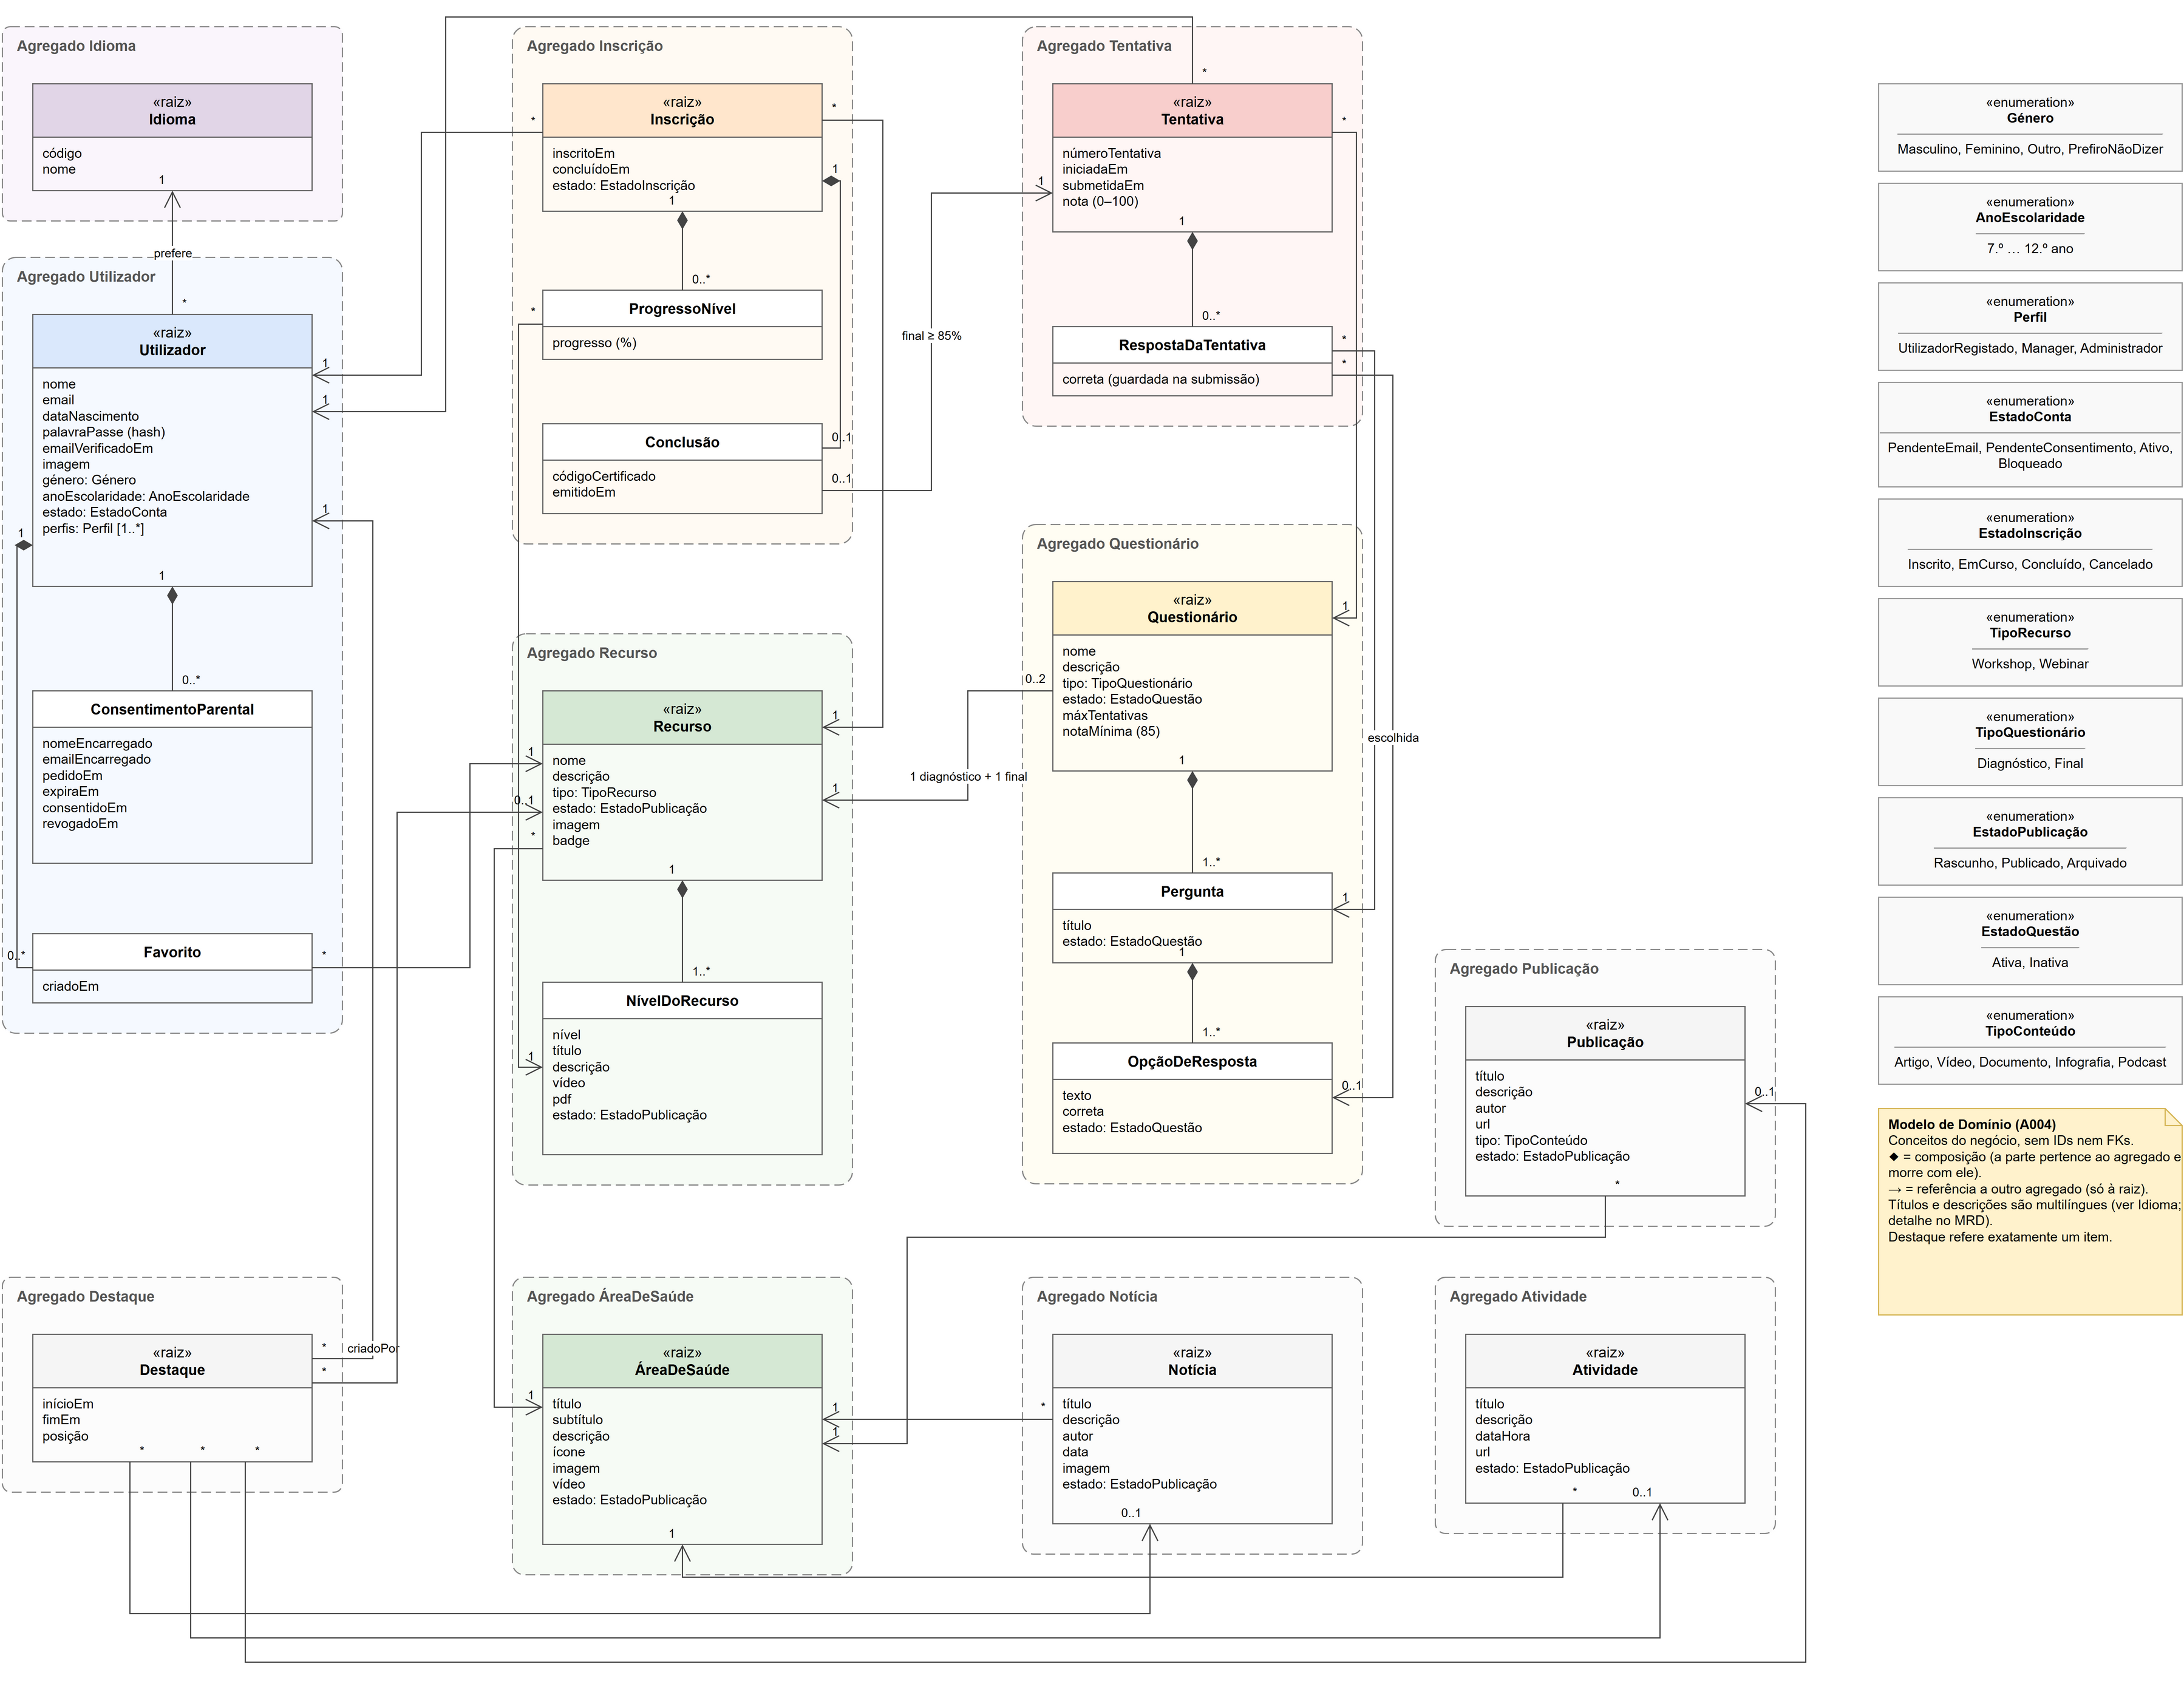 Agregado Idioma
«raiz»
Idioma
código
nome
1
prefere
*
Agregado Utilizador
«raiz»
Utilizador
nome
email
dataNascimento
palavraPasse (hash)
emailVerificadoEm
imagem
género: Género
anoEscolaridade: AnoEscolaridade
estado: EstadoConta
perfis: Perfil [1..*]
1
1
1
1
1
0..*
ConsentimentoParental
nomeEncarregado
emailEncarregado
pedidoEm
expiraEm
consentidoEm
revogadoEm
Favorito
criadoEm
0..*
*
Agregado Inscrição
«raiz»
Inscrição
inscritoEm
concluídoEm
estado: EstadoInscrição
*
*
1
1
0..*
ProgressoNível
progresso (%)
*
Conclusão
códigoCertificado
emitidoEm
0..1
0..1
final ≥ 85%
Agregado Tentativa
«raiz»
Tentativa
númeroTentativa
iniciadaEm
submetidaEm
nota (0–100)
*
*
1
1
0..*
RespostaDaTentativa
correta (guardada na submissão)
*
*
Agregado Recurso
«raiz»
Recurso
nome
descrição
tipo: TipoRecurso
estado: EstadoPublicação
imagem
badge
1
1
0..1
1
*
1
1..*
NívelDoRecurso
nível
título
descrição
vídeo
pdf
estado: EstadoPublicação
1
Agregado Questionário
«raiz»
Questionário
nome
descrição
tipo: TipoQuestionário
estado: EstadoQuestão
máxTentativas
notaMínima (85)
1
0..2
1 diagnóstico + 1 final
escolhida
1
1..*
Pergunta
título
estado: EstadoQuestão
1
1
1..*
OpçãoDeResposta
texto
correta
estado: EstadoQuestão
0..1
Agregado Publicação
«raiz»
Publicação
título
descrição
autor
url
tipo: TipoConteúdo
estado: EstadoPublicação
0..1
*
Agregado Destaque
«raiz»
Destaque
inícioEm
fimEm
posição
*
criadoPor
*
*
*
*
Agregado ÁreaDeSaúde
«raiz»
ÁreaDeSaúde
título
subtítulo
descrição
ícone
imagem
vídeo
estado: EstadoPublicação
1
1
1
1
Agregado Notícia
«raiz»
Notícia
título
descrição
autor
data
imagem
estado: EstadoPublicação
*
0..1
Agregado Atividade
«raiz»
Atividade
título
descrição
dataHora
url
estado: EstadoPublicação
*
0..1
«enumeration»
Género
Masculino, Feminino, Outro, PrefiroNãoDizer
«enumeration»
AnoEscolaridade
7.º … 12.º ano
«enumeration»
Perfil
UtilizadorRegistado, Manager, Administrador
«enumeration»
EstadoConta
PendenteEmail, PendenteConsentimento, Ativo,
Bloqueado
«enumeration»
EstadoInscrição
Inscrito, EmCurso, Concluído, Cancelado
«enumeration»
TipoRecurso
Workshop, Webinar
«enumeration»
TipoQuestionário
Diagnóstico, Final
«enumeration»
EstadoPublicação
Rascunho, Publicado, Arquivado
«enumeration»
EstadoQuestão
Ativa, Inativa
«enumeration»
TipoConteúdo
Artigo, Vídeo, Documento, Infografia, Podcast
Modelo de Domínio (A004)
Conceitos do negócio, sem IDs nem FKs.
◆ = composição (a parte pertence ao agregado e
morre com ele).
→ = referência a outro agregado (só à raiz).
Títulos e descrições são multilíngues (ver Idioma;
detalhe no MRD).
Destaque refere exatamente um item.